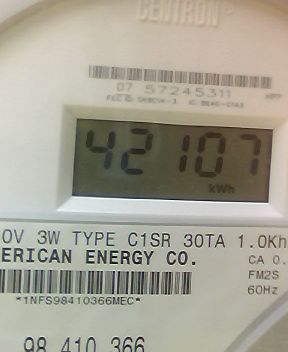 CENTRON®
07 57245311
42107
kWh
0V 3W TYPE C1SR 30TA 1.0Kh
ERICAN ENERGY CO.
CA 0.
FM2S
60Hz
*1NFS98410366MEC*
98 410 366